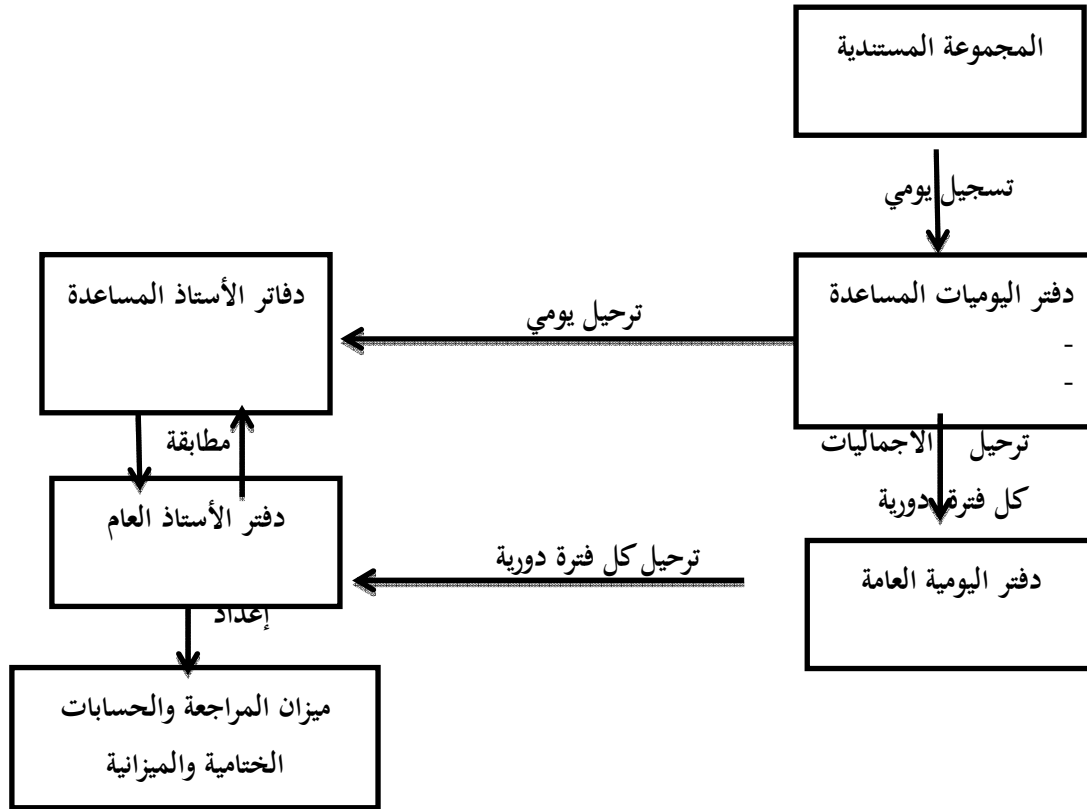 المجموعة المستندية
تسجيل يومي
دفتر اليوميات المساعدة
-
-
ترحيل يومي
دفاتر الأستاذ المساعدة
مطابقة
ترحيل الاجماليات
كل فترة دورية
دفتر اليومية العامة
ترحيل كل فترة دورية
دفتر الأستاذ العام
إعداد
ميزان المراجعة والحسابات
الختامية والميزانية